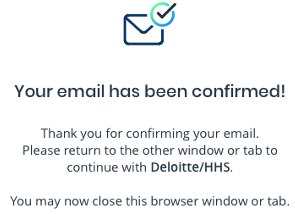 Your email has been confirmed!
Thank you for confirming your email.
Please return to the other window or tab to
continue with Deloitte/HHS.
You may now close this browser window or tab.